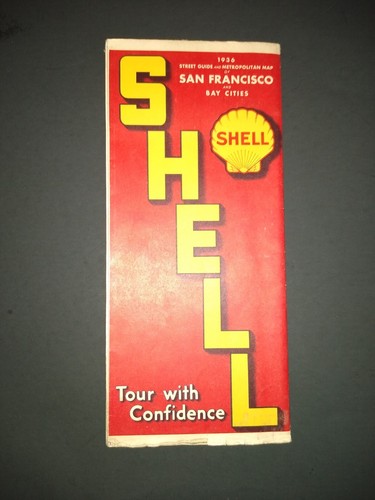 1936
STREET GUIDE AND METROPOLITAN MAP
OF
SAN FRANCISCO
AND
BAY CITIES
SHELL
SHELL
Tour with
Confidence